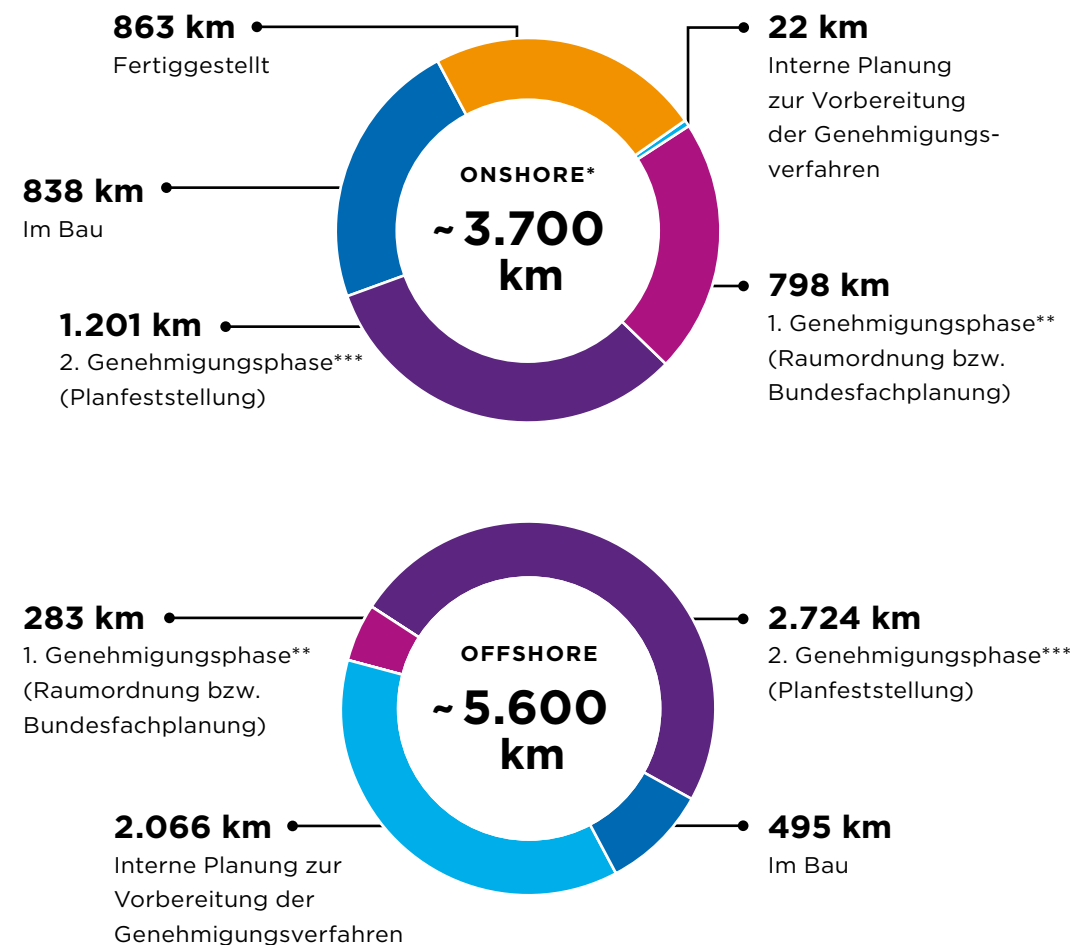 863 km
Fertiggestellt
22 km
Interne Planung
zur Vorbereitung
der Genehmigungs-
verfahren
838 km
Im Bau
ONSHORE*
~ 3.700
km
1.201 km
2. Genehmigungsphase***
(Planfeststellung)
798 km
1. Genehmigungsphase**
(Raumordnung bzw.
Bundesfachplanung)
283 km
1. Genehmigungsphase**
(Raumordnung bzw.
Bundesfachplanung)
OFFSHORE
~ 5.600
km
2.724 km
2. Genehmigungsphase***
(Planfeststellung)
2.066 km
Interne Planung zur
Vorbereitung der
Genehmigungsverfahren
495 km
Im Bau